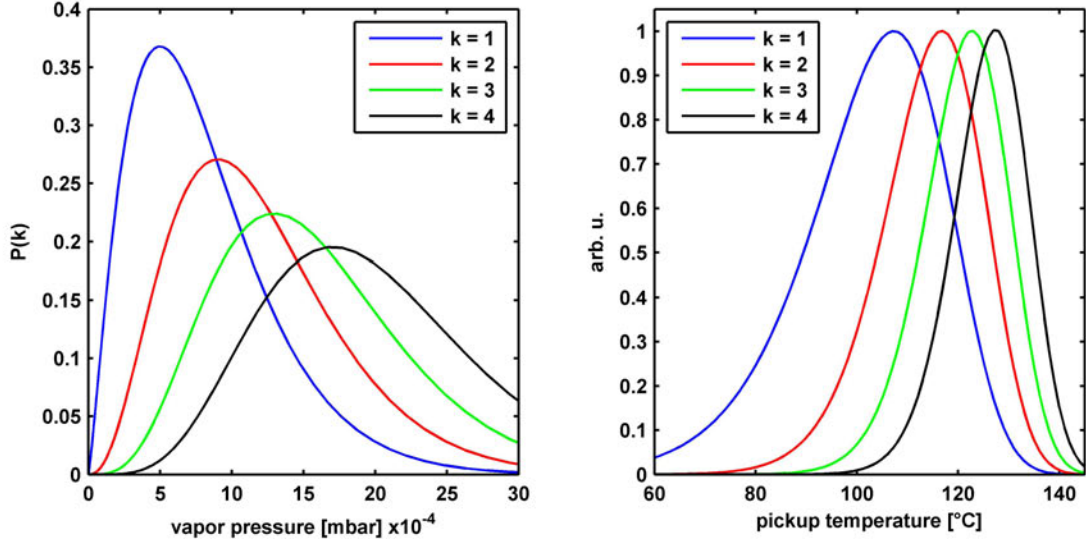 0.4
0.35
0.3
0.25
0.2
0.15
0.1
0.05
0
P(k)
k = 1
k = 2
k = 3
k = 4
0 5 10 15 20 25 30
vapor pressure [mbar] x10⁻⁴
1
0.9
0.8
0.7
0.6
0.5
0.4
0.3
0.2
0.1
0
arb. u.
k = 1
k = 2
k = 3
k = 4
60 80 100 120 140
pickup temperature [°C]